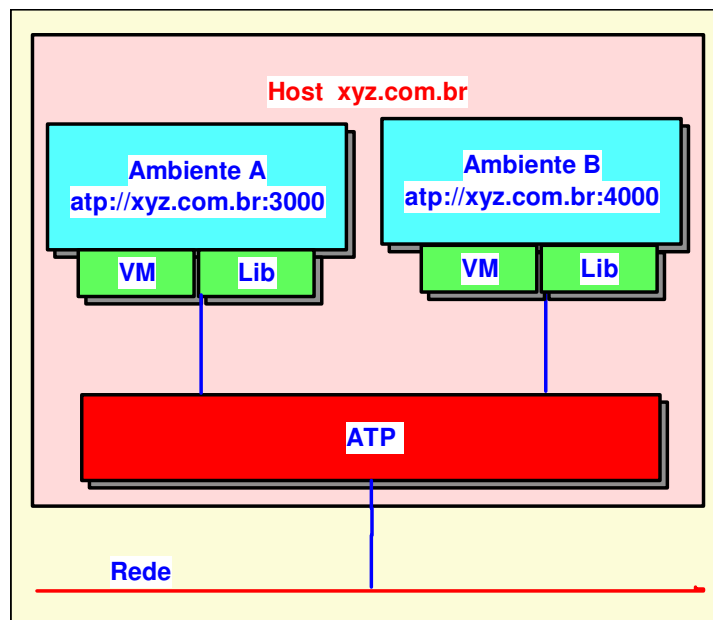 Host xyz.com.br
Ambiente A
atp://xyz.com.br:3000
VM
Lib
Ambiente B
atp://xyz.com.br:4000
VM
Lib
ATP
Rede